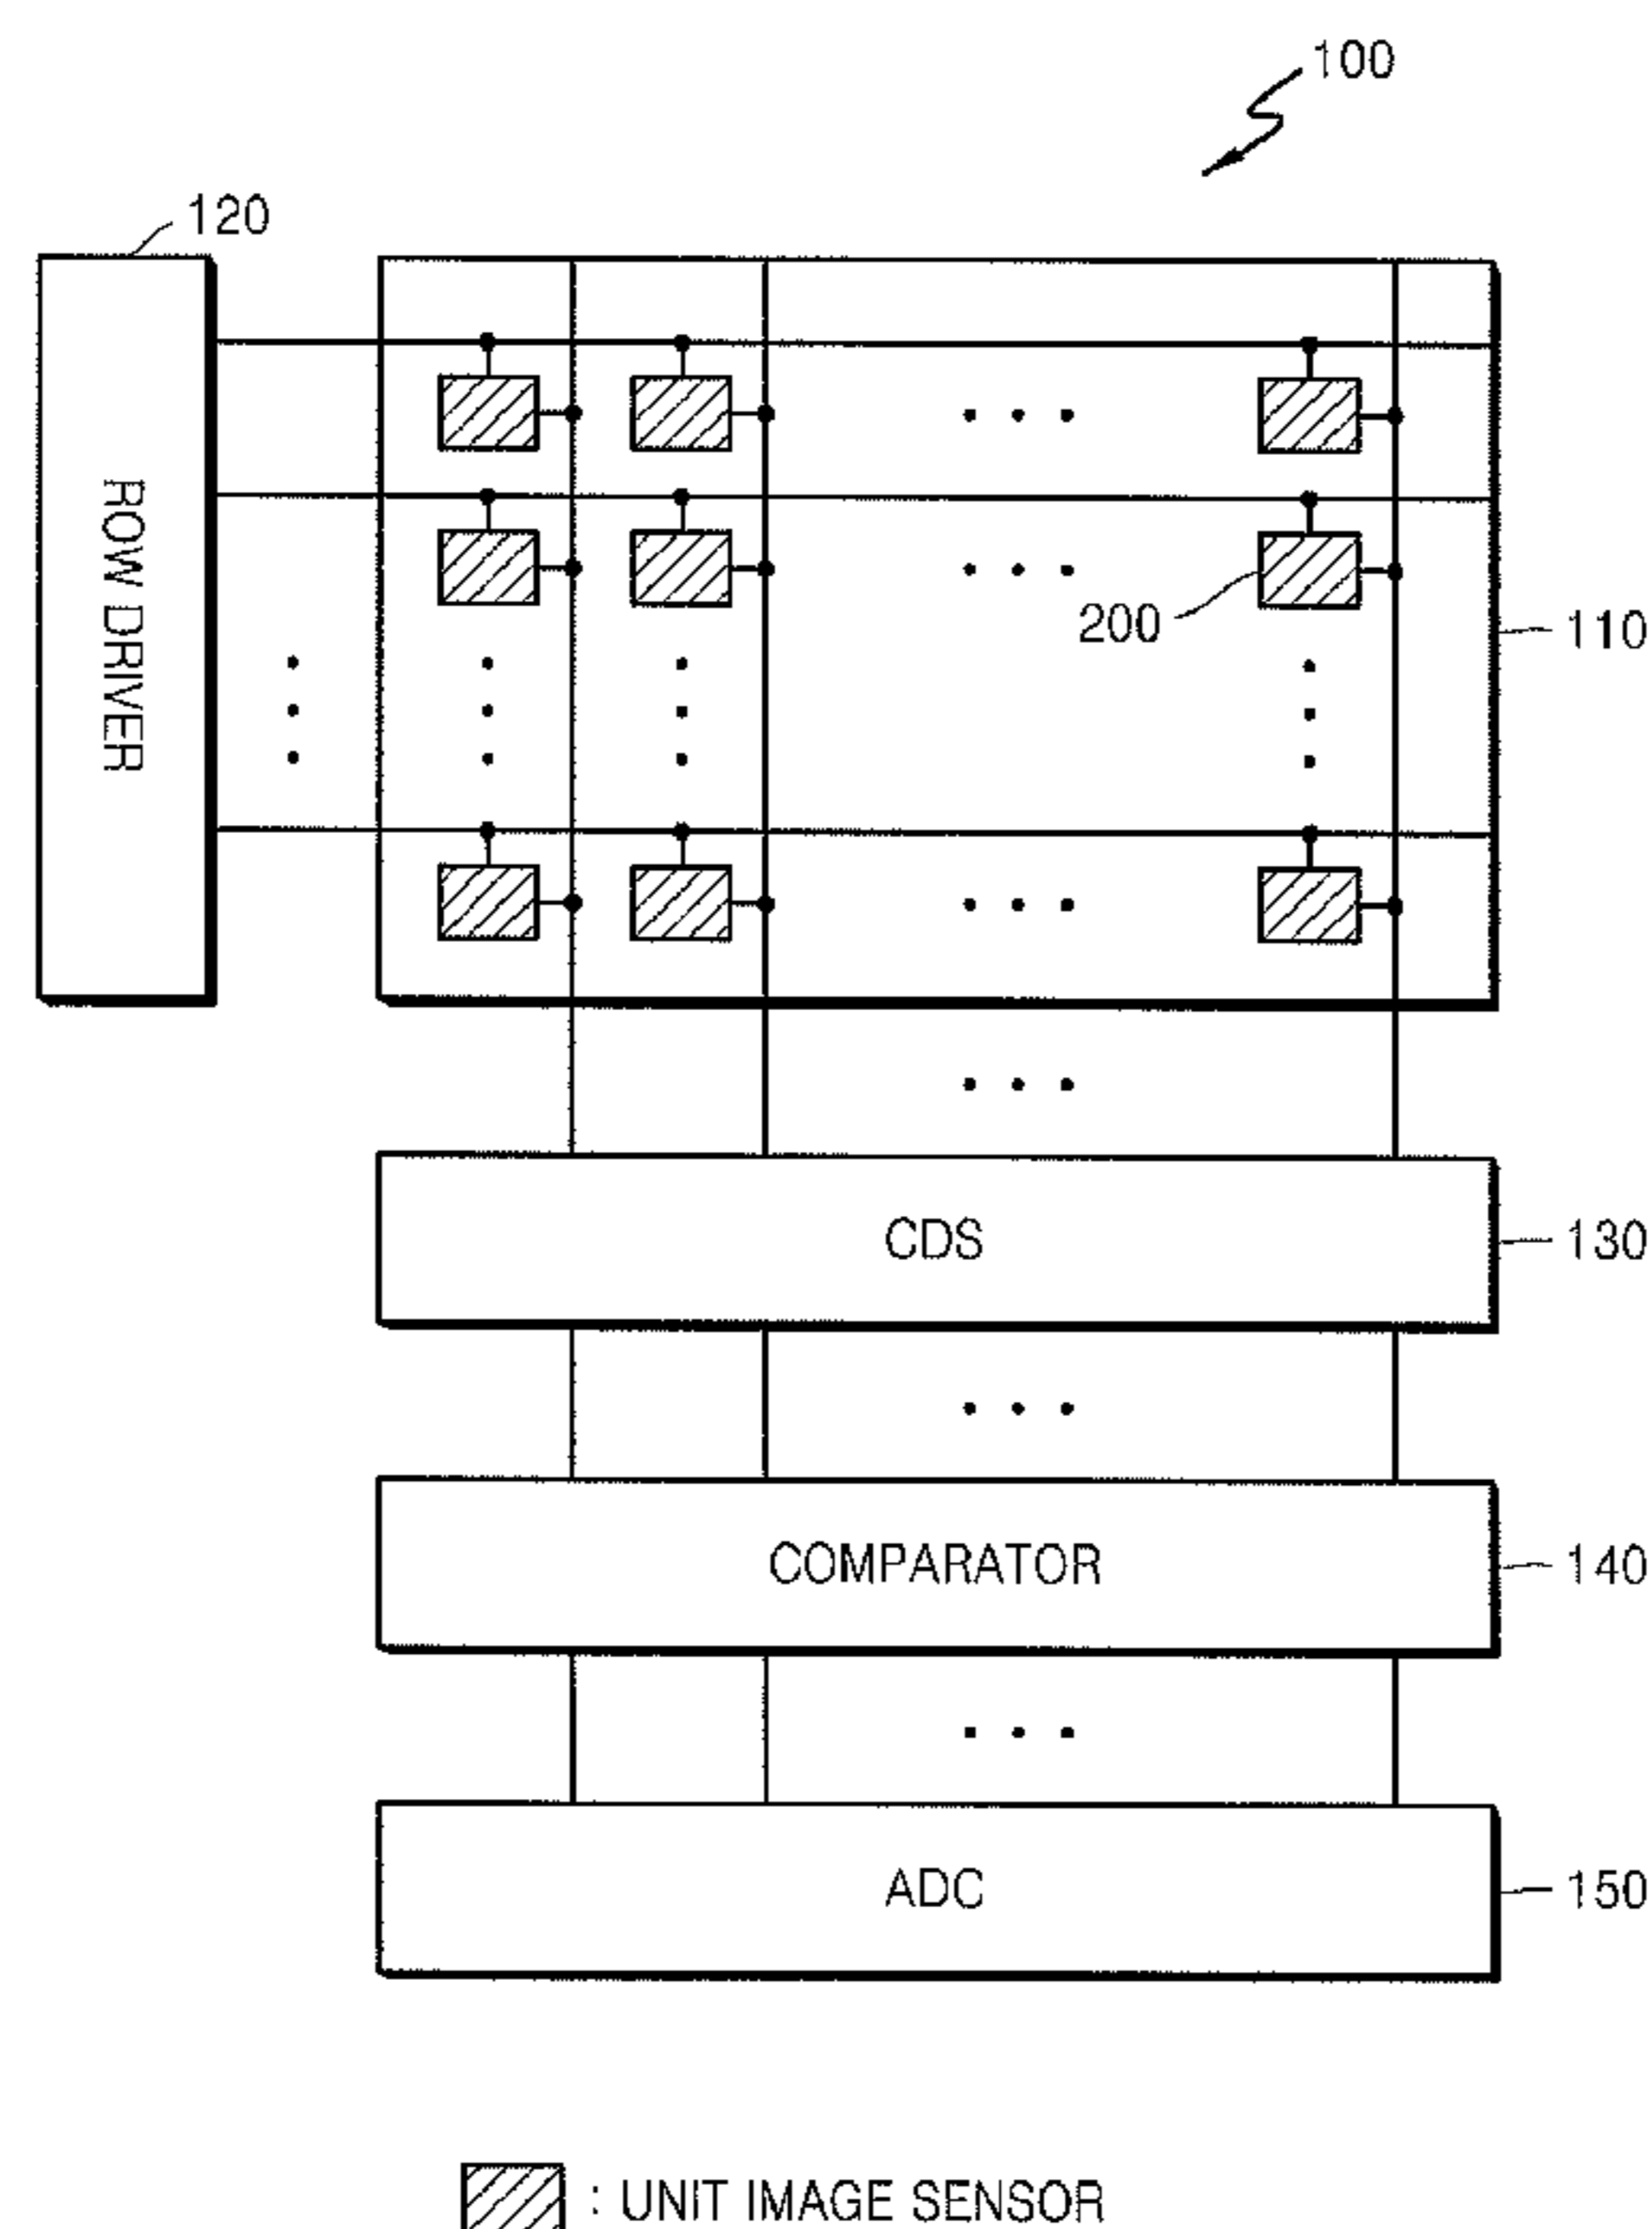 100
120
ROW DRIVER
200
110
CDS
130
COMPARATOR
140
ADC
150
: UNIT IMAGE SENSOR